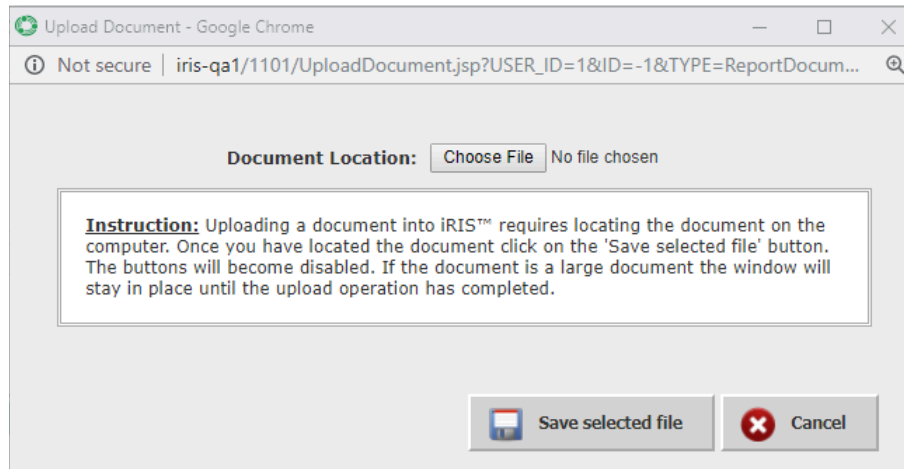 Upload Document - Google Chrome
Not secure | iris-qa1/1101/UploadDocument.jsp?USER_ID=1&ID=-1&TYPE=ReportDocum...
Document Location: Choose File No file chosen
Instruction: Uploading a document into iRIS™ requires locating the document on the
computer. Once you have located the document click on the 'Save selected file' button.
The buttons will become disabled. If the document is a large document the window will
stay in place until the upload operation has completed.
Save selected file Cancel